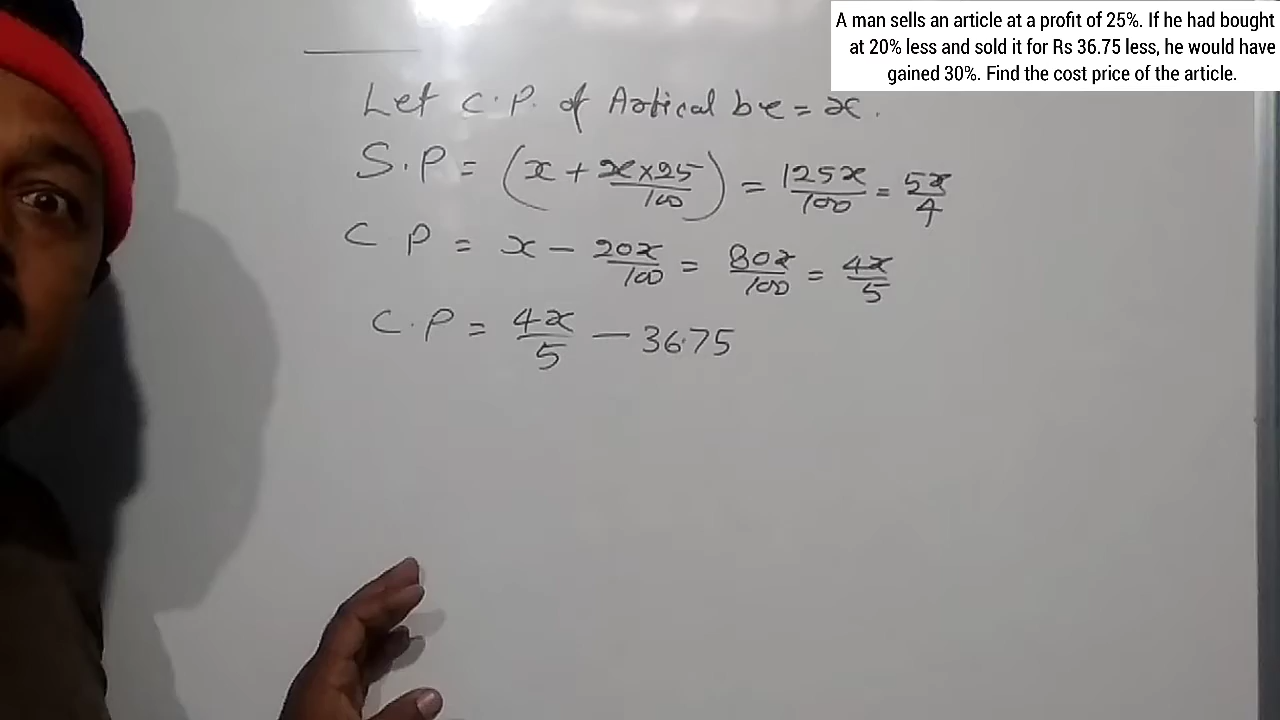 A man sells an article at a profit of 25%. If he had bought
at 20% less and sold it for Rs 36.75 less, he would have
gained 30%. Find the cost price of the article.
Let C.P. of Artical be = x.
S.P = (x + x×25/100) = 125x/100 = 5x/4
C P = x - 20x/100 = 80x/100 = 4x/5
C.P = 4x/5 - 36.75